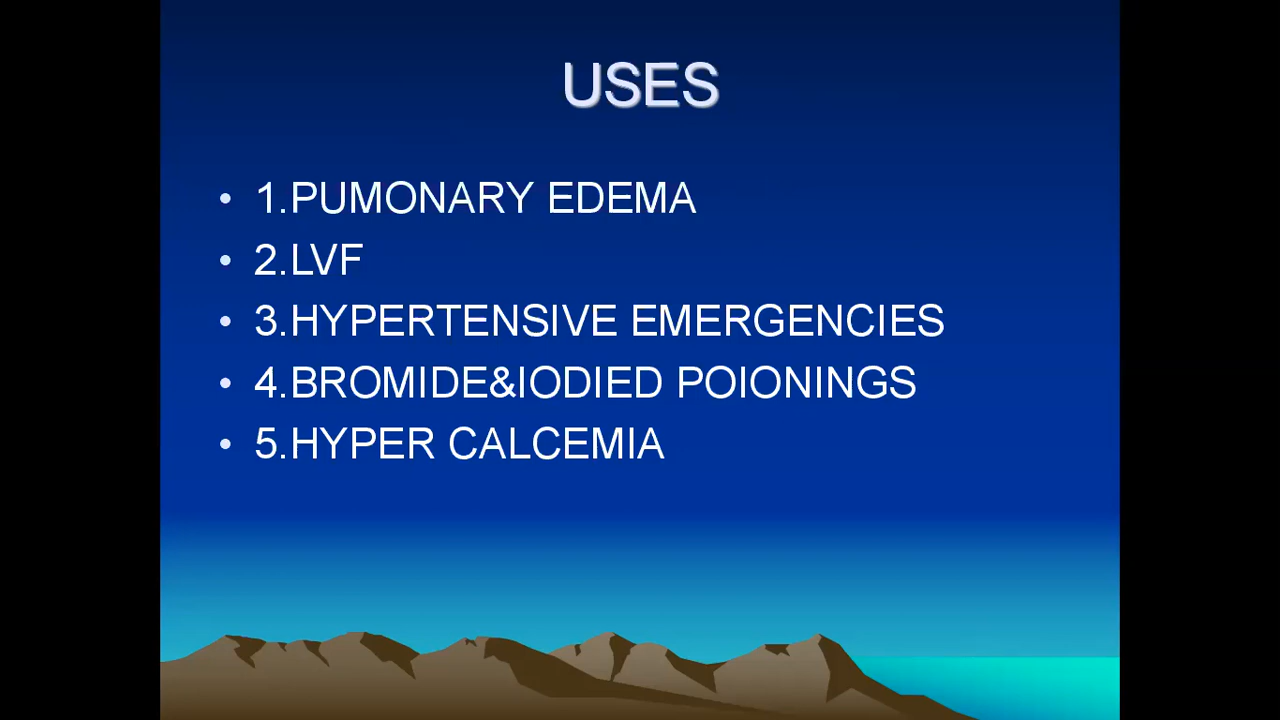 USES
• 1.PUMONARY EDEMA
• 2.LVF
• 3.HYPERTENSIVE EMERGENCIES
• 4.BROMIDE&IODIED POIONINGS
• 5.HYPER CALCEMIA